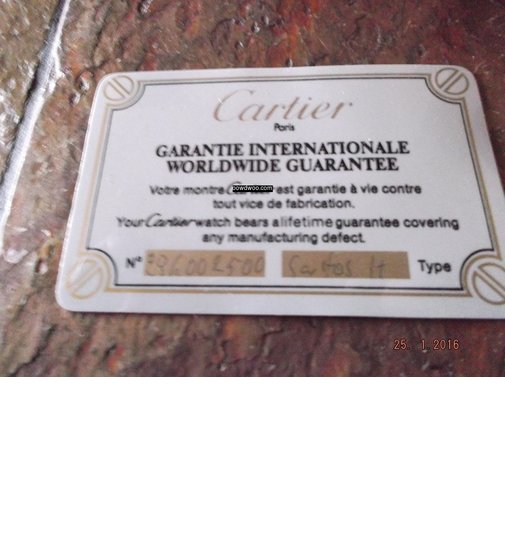 Cartier
Paris
GARANTIE INTERNATIONALE
WORLDWIDE GUARANTEE
Votre montre powdwoo.com est garantie à vie contre
tout vice de fabrication.
Your Cartier watch bears a lifetime guarantee covering
any manufacturing defect.
N° Type
25. 1.2016